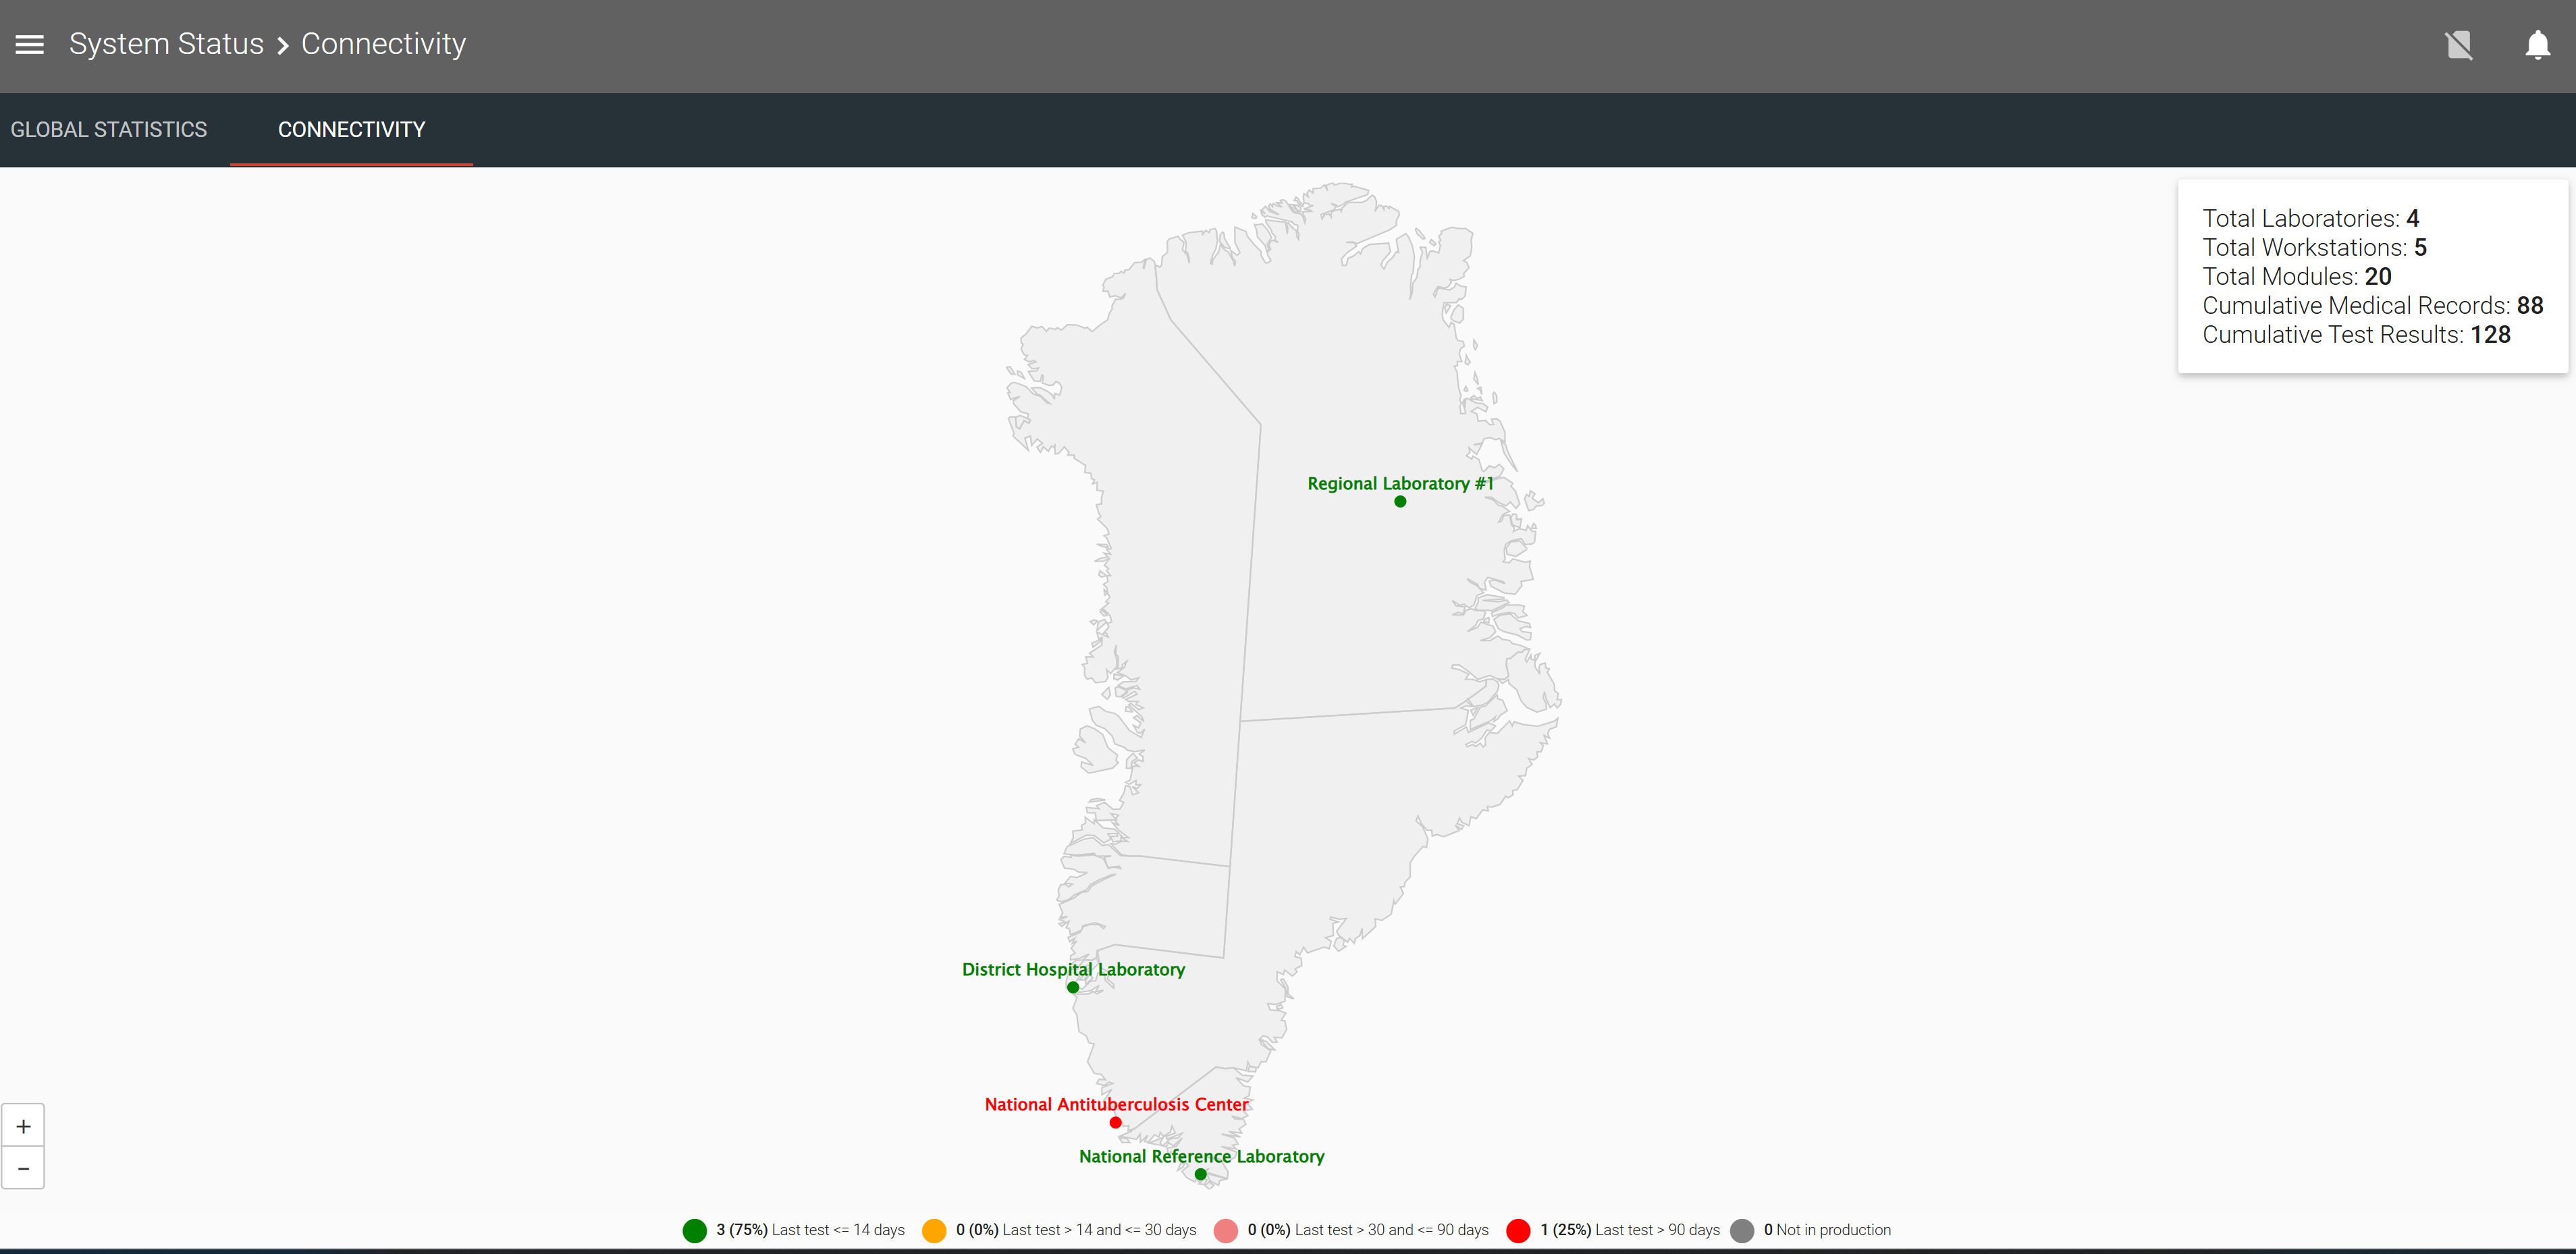 System Status > Connectivity
GLOBAL STATISTICS
CONNECTIVITY
Total Laboratories: 4
Total Workstations: 5
Total Modules: 20
Cumulative Medical Records: 88
Cumulative Test Results: 128
Regional Laboratory #1
District Hospital Laboratory
National Antituberculosis Center
National Reference Laboratory
+
−
3 (75%) Last test <= 14 days
0 (0%) Last test > 14 and <= 30 days
0 (0%) Last test > 30 and <= 90 days
1 (25%) Last test > 90 days
0 Not in production